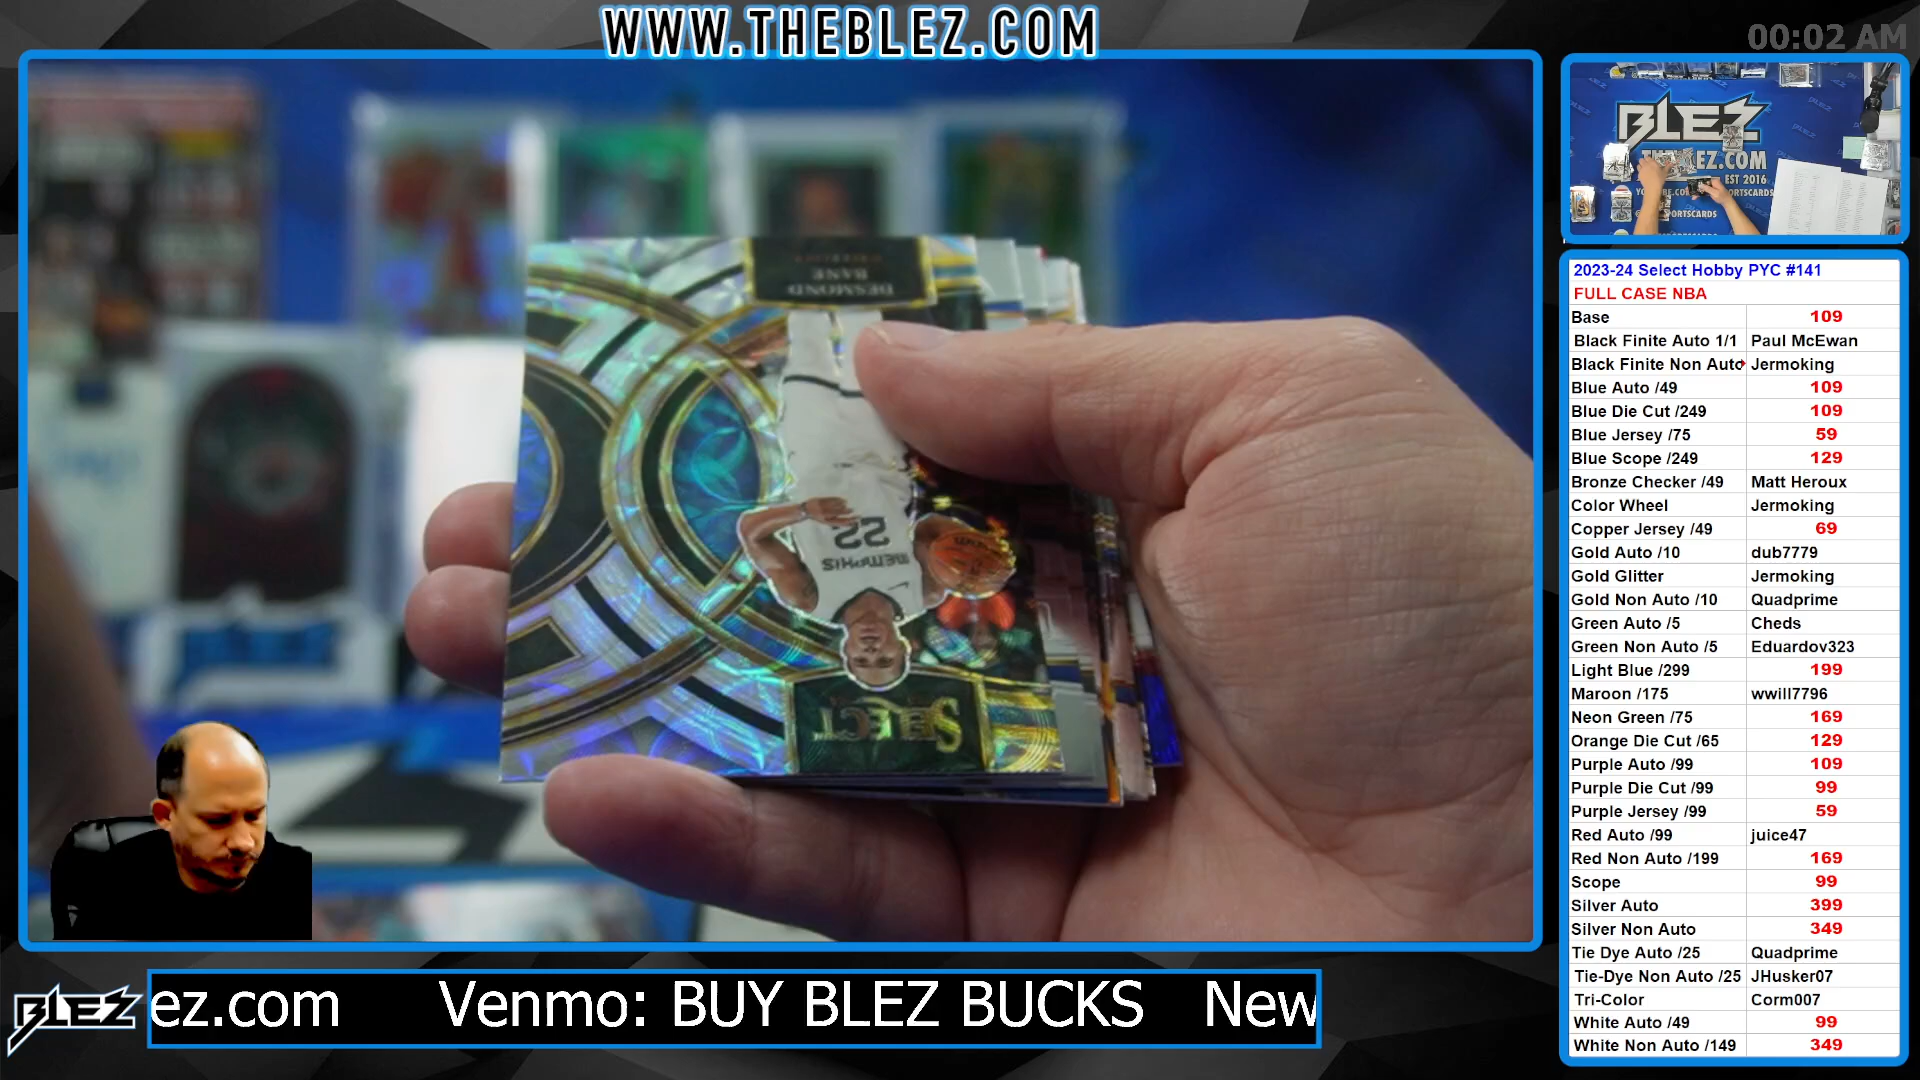 WWW.THEBLEZ.COM
00:02 AM
DESMOND
BANE
22
MEMPHIS
SELECT
BLEZ
THEBLEZ.COM
EST 2016
2023-24 Select Hobby PYC #141
FULL CASE NBA
Base 109
Black Finite Auto 1/1 Paul McEwan
Black Finite Non Auto Jermoking
Blue Auto /49 109
Blue Die Cut /249 109
Blue Jersey /75 59
Blue Scope /249 129
Bronze Checker /49 Matt Heroux
Color Wheel Jermoking
Copper Jersey /49 69
Gold Auto /10 dub7779
Gold Glitter Jermoking
Gold Non Auto /10 Quadprime
Green Auto /5 Cheds
Green Non Auto /5 Eduardov323
Light Blue /299 199
Maroon /175 wwill7796
Neon Green /75 169
Orange Die Cut /65 129
Purple Auto /99 109
Purple Die Cut /99 99
Purple Jersey /99 59
Red Auto /99 juice47
Red Non Auto /199 169
Scope 99
Silver Auto 399
Silver Non Auto 349
Tie Dye Auto /25 Quadprime
Tie-Dye Non Auto /25 JHusker07
Tri-Color Corm007
White Auto /49 99
White Non Auto /149 349
BLEZ
ez.com Venmo: BUY BLEZ BUCKS New